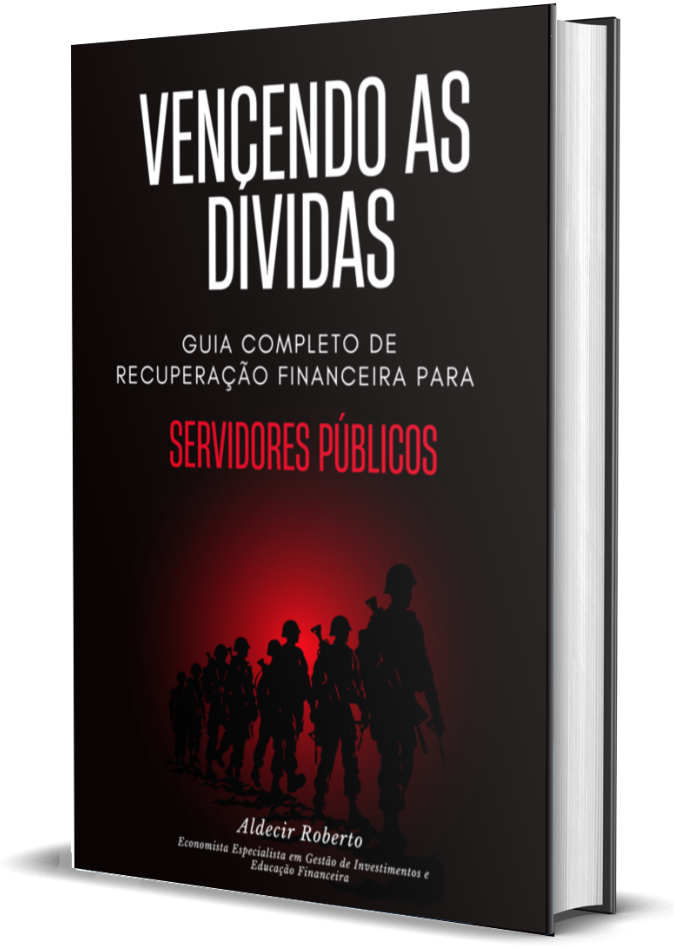 VENÇENDO AS
DÍVIDAS
GUIA COMPLETO DE
RECUPERAÇÃO FINANCEIRA PARA
SERVIDORES PÚBLICOS
Aldecir Roberto
Economista Especialista em Gestão de Investimentos e
Educação Financeira